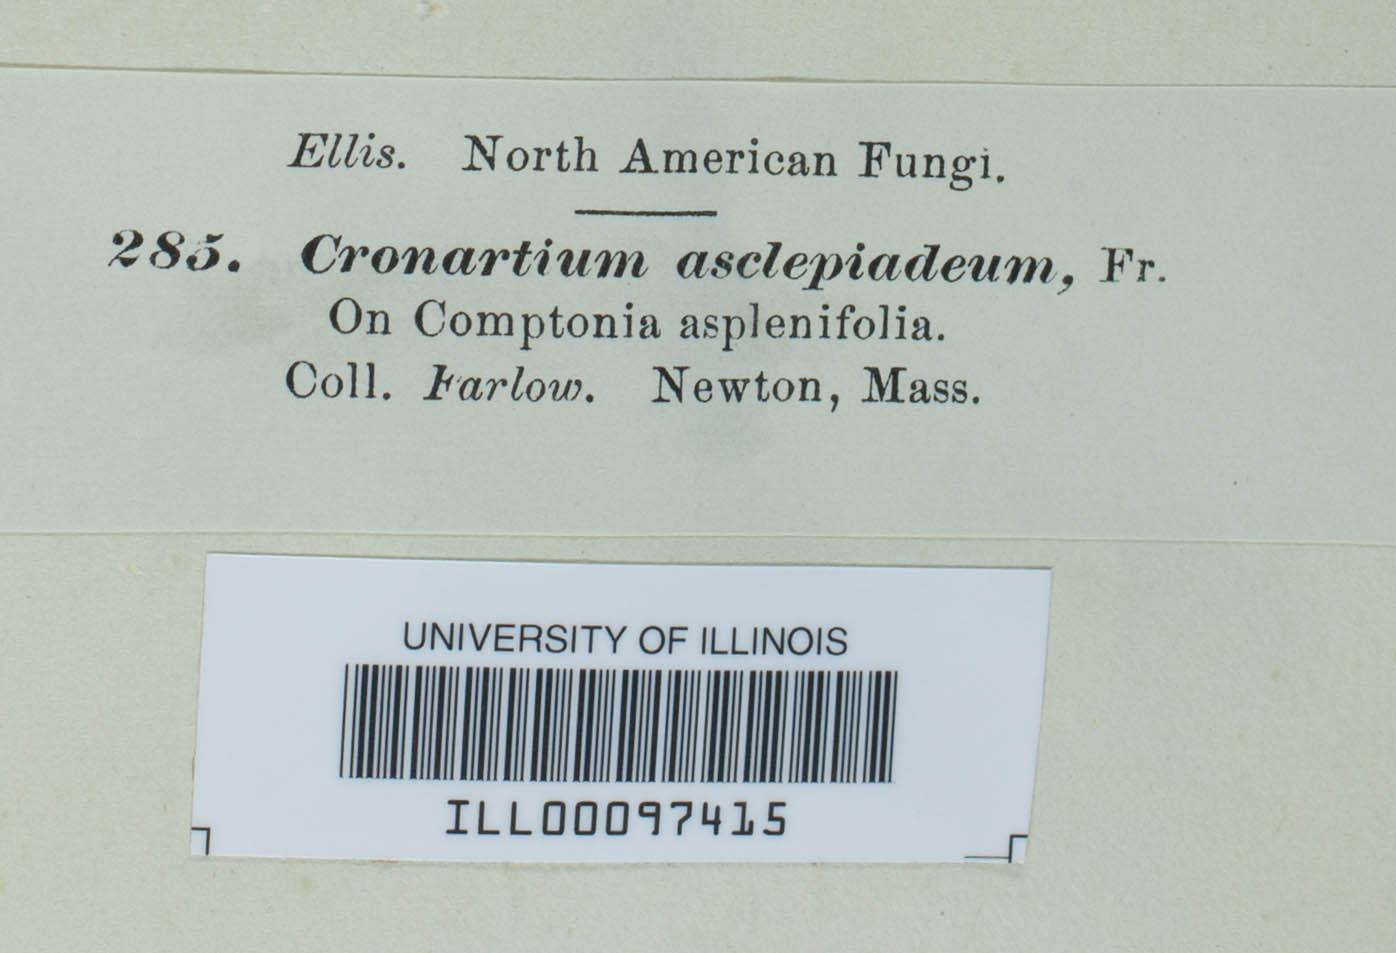 Ellis. North American Fungi.
285. Cronartium asclepiadeum, Fr.
On Comptonia asplenifolia.
Coll. Farlow. Newton, Mass.
UNIVERSITY OF ILLINOIS
ILL00097415